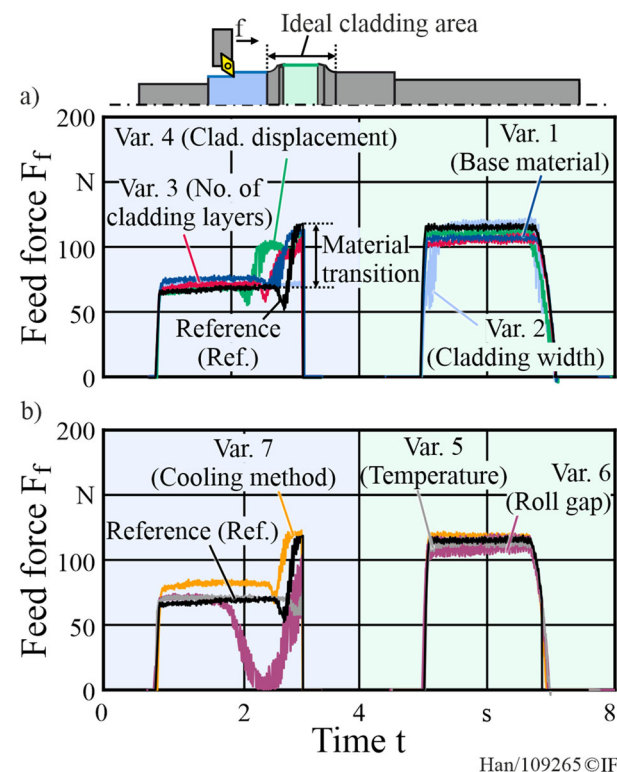 f
Ideal cladding area
a)
200
Var. 4 (Clad. displacement)
Var. 1
(Base material)
N
Var. 3 (No. of
cladding layers)
100
Material
transition
50
Reference
(Ref.)
Var. 2
(Cladding width)
0
Feed force Ff
b)
200
Var. 7
(Cooling method)
Var. 5
(Temperature)
Var. 6
(Roll gap)
N
Reference (Ref.)
100
50
0
Feed force Ff
0
2
4
s
8
Time t
Han/109265 ©IF